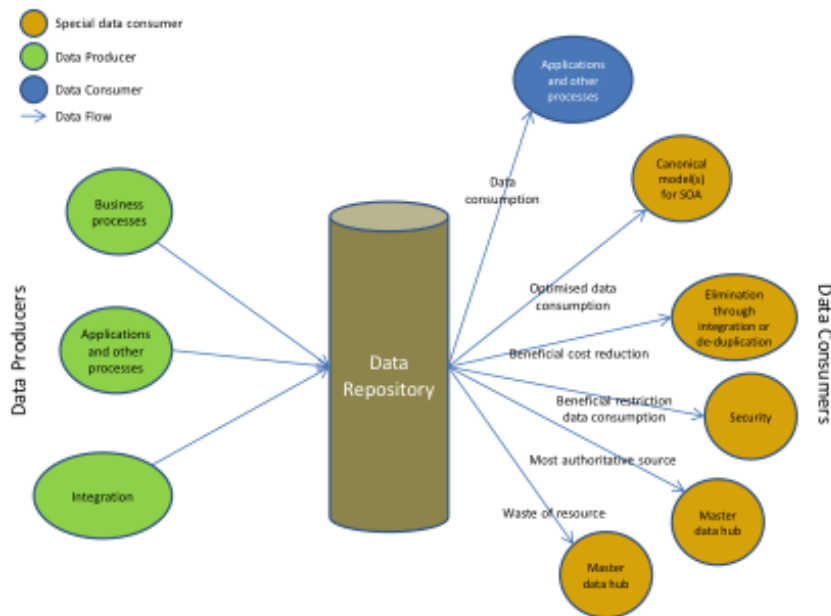 Special data consumer
Data Producer
Data Consumer
Data Flow
Applications
and other
processes
Canonical
model(s)
for SOA
Data
consumption
Business
processes
Optimised data
consumption
Elimination
through
integration or
de-duplication
Data Producers
Applications
and other
processes
Data
Repository
Beneficial cost reduction
Data Consumers
Beneficial restriction
data consumption
Security
Most authoritative source
Integration
Waste of resource
Master
data hub
Master
data hub